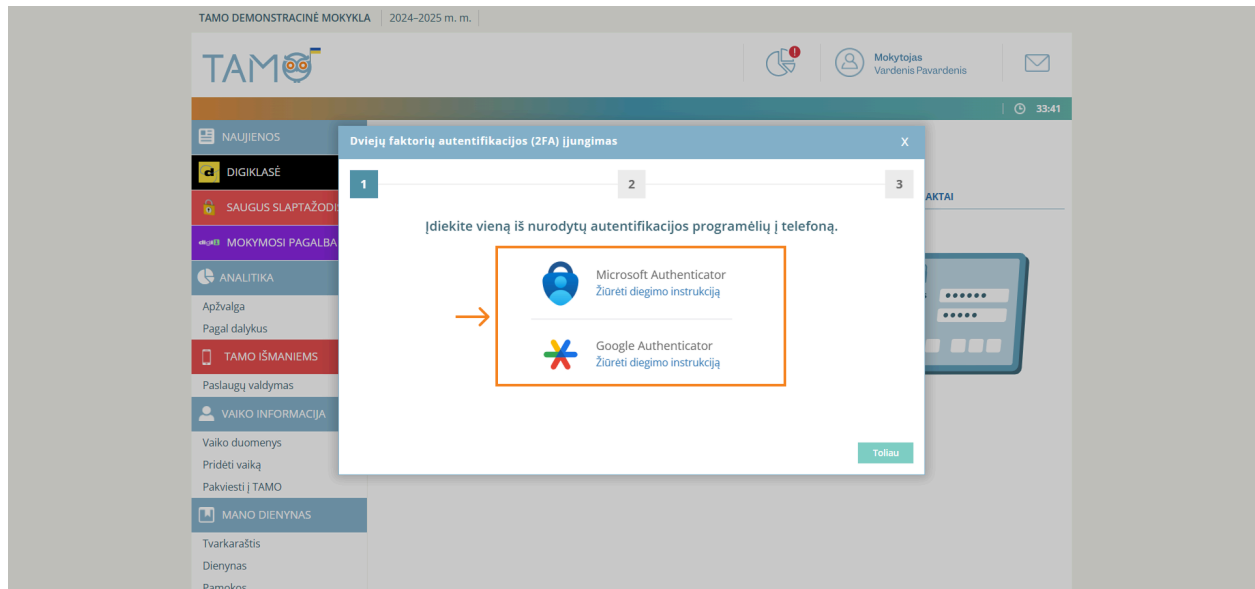 TAMO DEMONSTRACINĖ MOKYKLA 2024–2025 m. m.
TAMO
Mokytojas
Vardenis Pavardenis
33:41
NAUJIENOS
DIGIKLASĖ
SAUGUS SLAPTAŽODI
MOKYMOSI PAGALBA
ANALITIKA
Apžvalga
Pagal dalykus
TAMO IŠMANIEMS
Paslaugų valdymas
VAIKO INFORMACIJA
Vaiko duomenys
Pridėti vaiką
Pakviesti į TAMO
MANO DIENYNAS
Tvarkaraštis
Dienynas
Pamokos
Dviejų faktorių autentifikacijos (2FA) įjungimas X
1 2 3
Įdiekite vieną iš nurodytų autentifikacijos programėlių į telefoną.
Microsoft Authenticator
Žiūrėti diegimo instrukciją
Google Authenticator
Žiūrėti diegimo instrukciją
Toliau
AKTAI